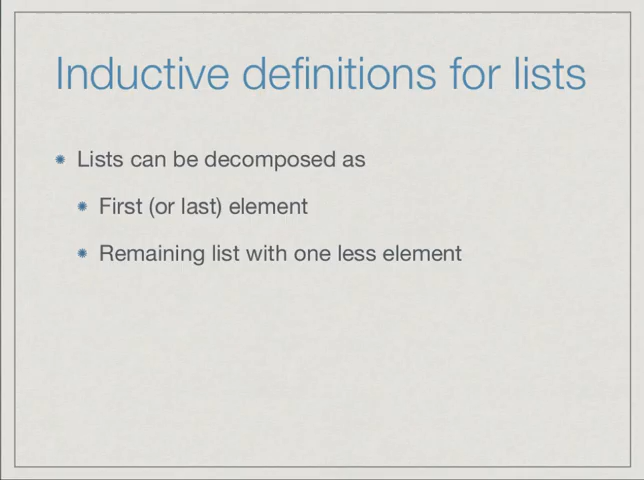 Inductive definitions for lists
Lists can be decomposed as
First (or last) element
Remaining list with one less element